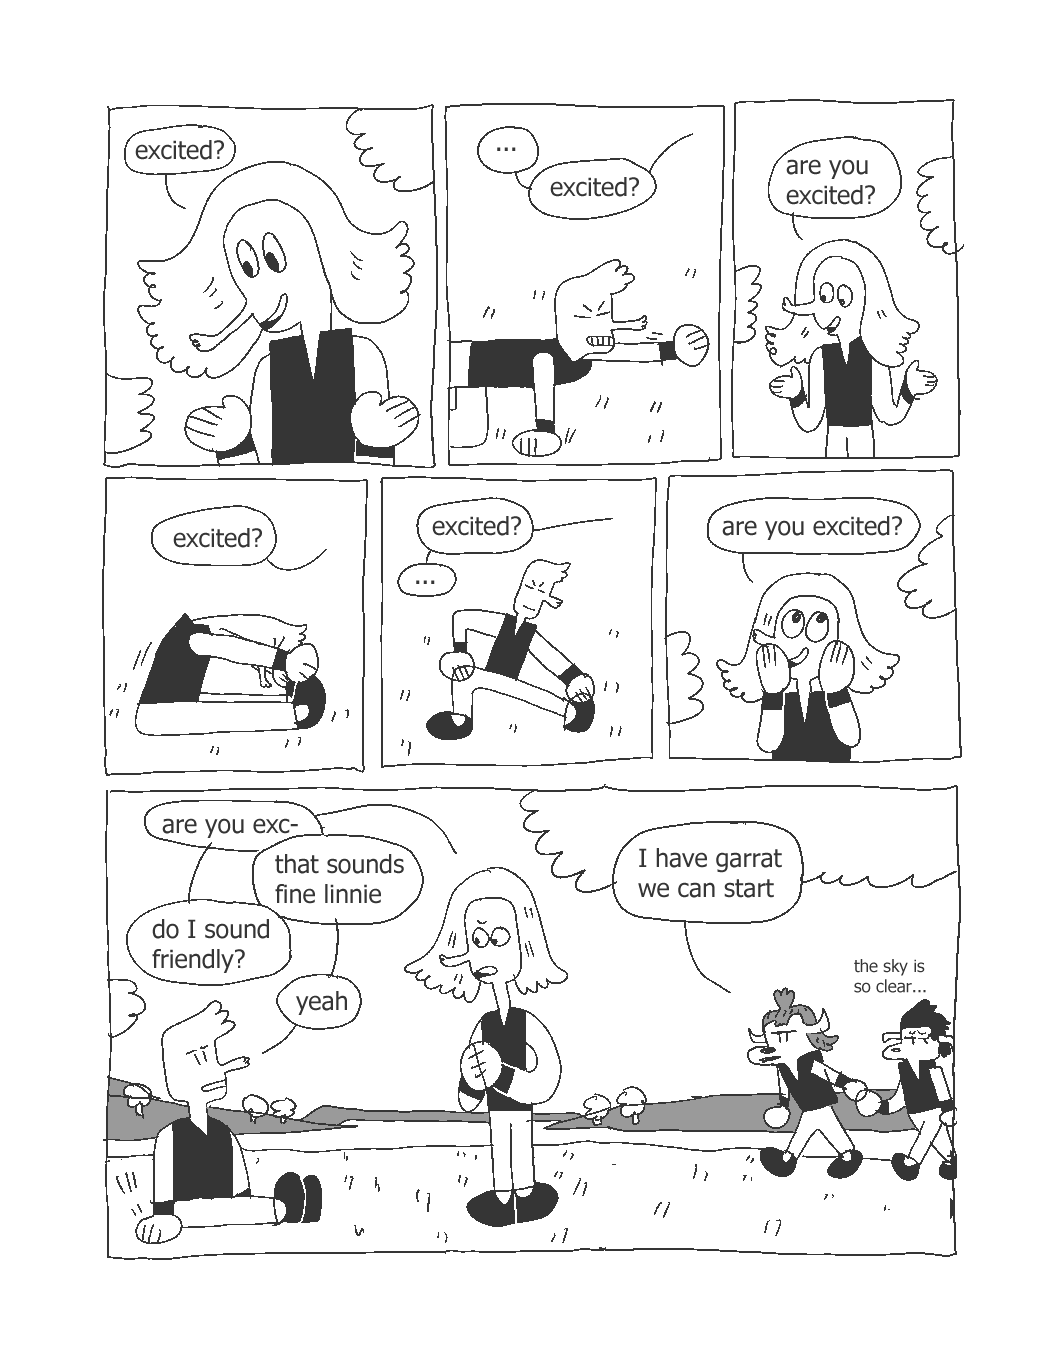 excited?
...
excited?
are you
excited?
excited?
excited?
...
are you excited?
are you exc-
that sounds
fine linnie
do I sound
friendly?
yeah
I have garrat
we can start
the sky is
so clear...